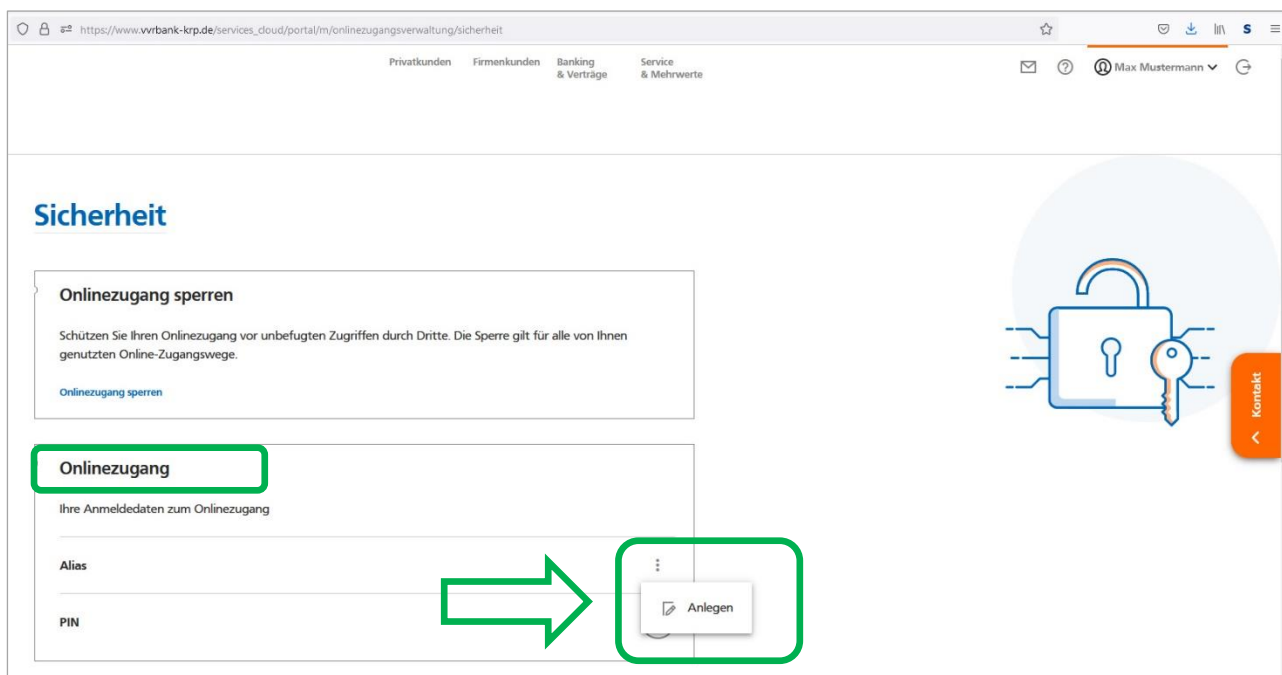 https://www.vvrbank-krp.de/services_cloud/portal/m/onlinezugangsverwaltung/sicherheit
S
Privatkunden Firmenkunden Banking & Verträge Service & Mehrwerte Max Mustermann
Sicherheit
Onlinezugang sperren
Schützen Sie Ihren Onlinezugang vor unbefugten Zugriffen durch Dritte. Die Sperre gilt für alle von Ihnen
genutzten Online-Zugangswege.
Onlinezugang sperren
Kontakt
Onlinezugang
Ihre Anmeldedaten zum Onlinezugang
Alias
Anlegen
PIN